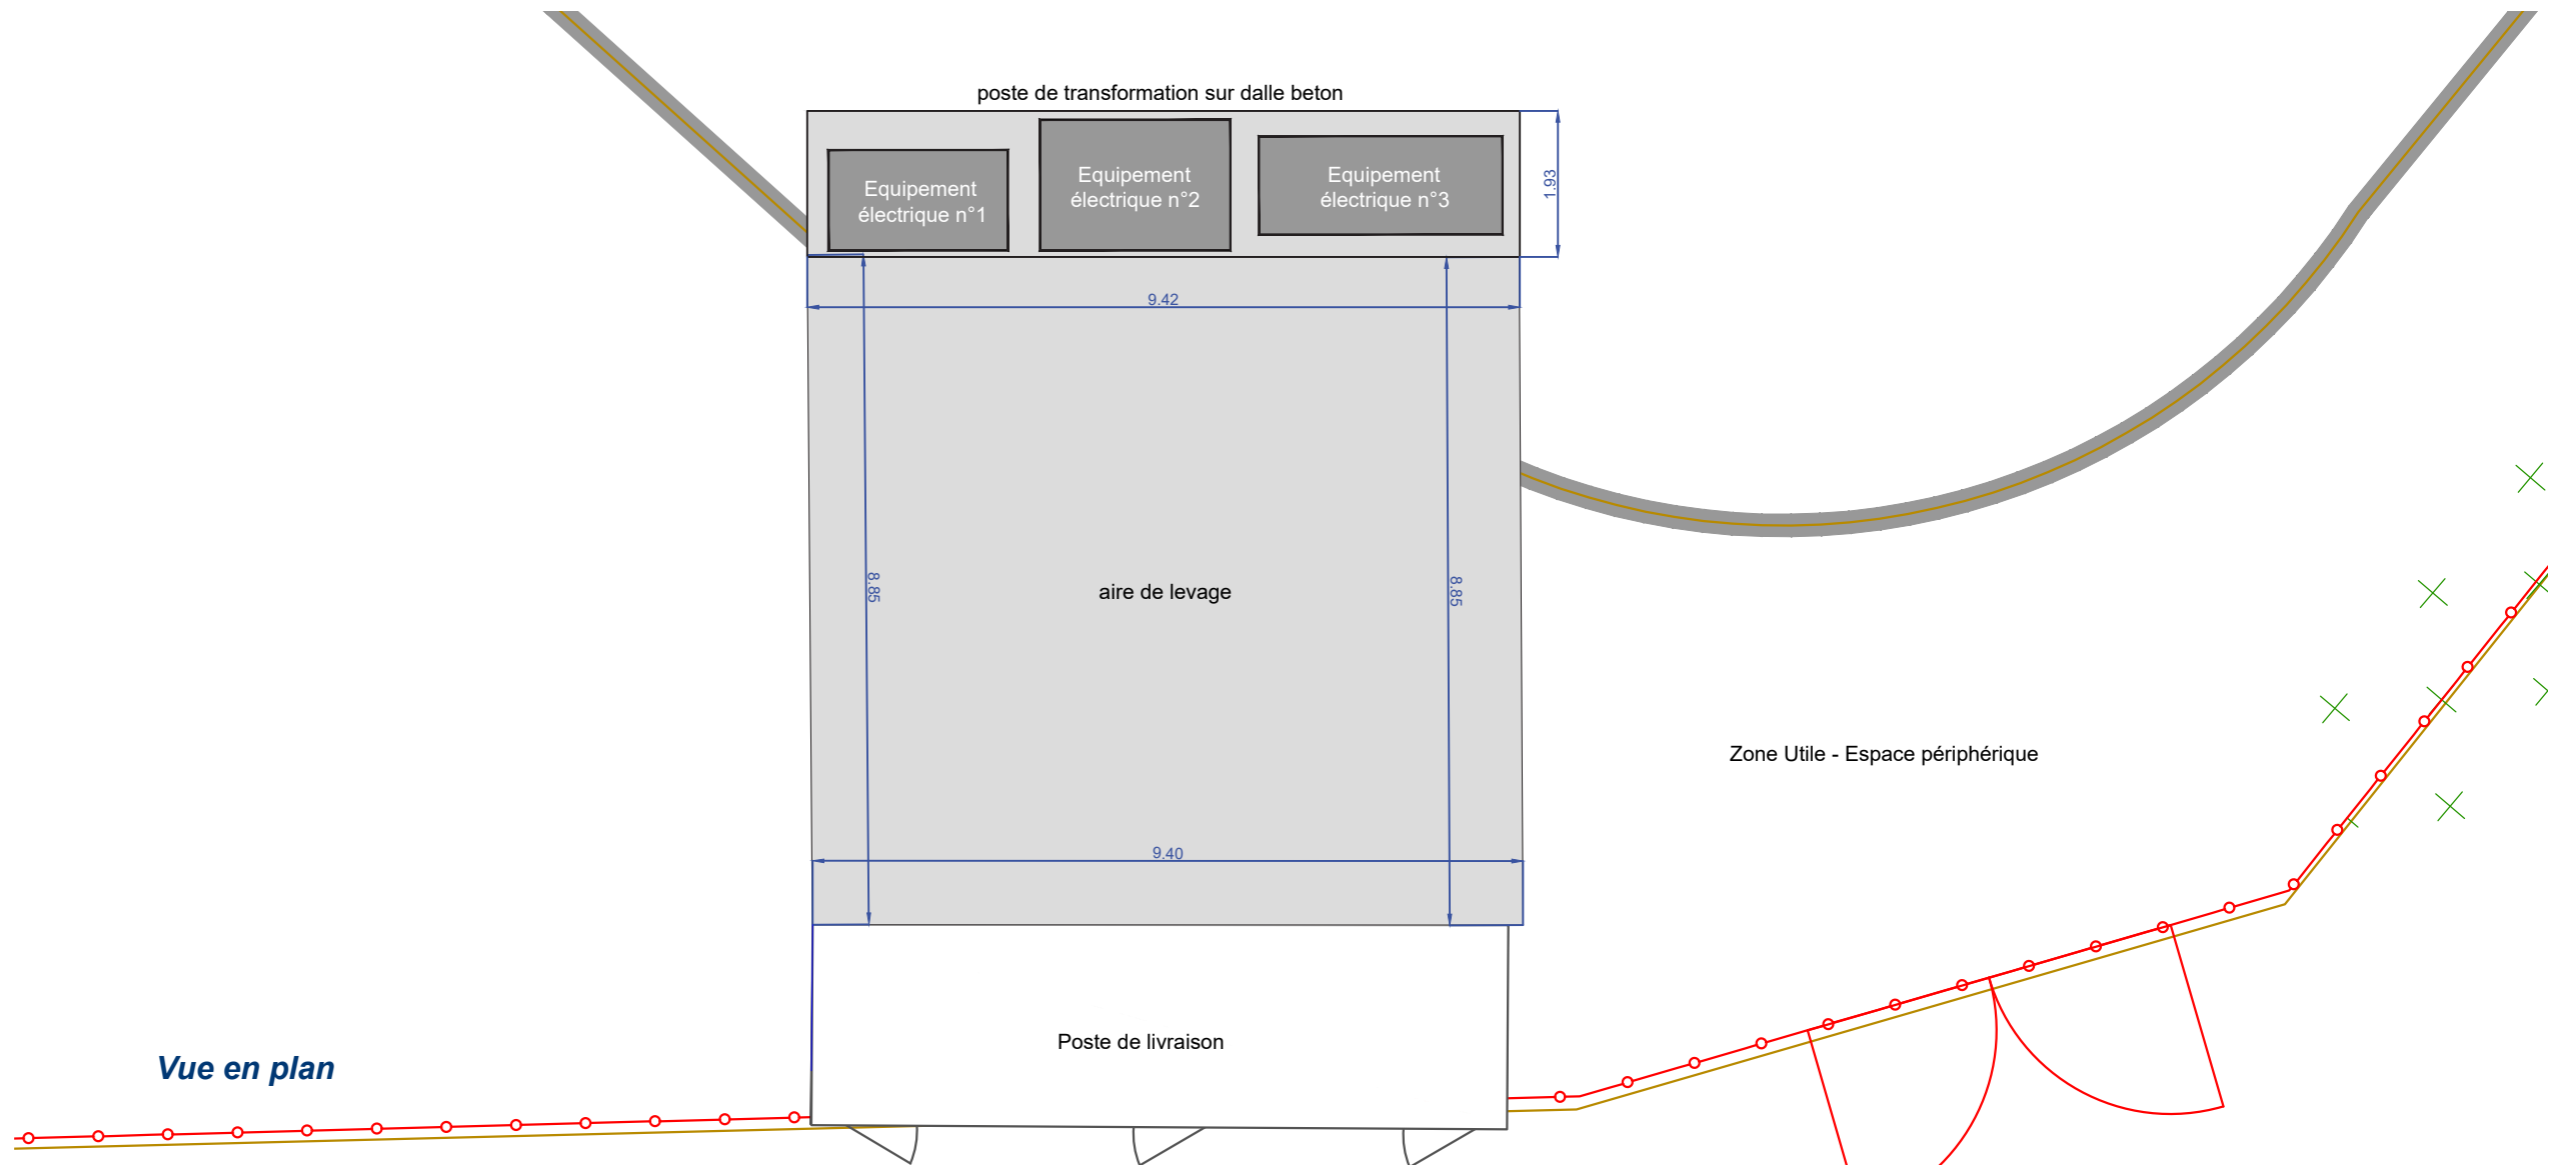 poste de transformation sur dalle beton
Equipement
électrique n°1
Equipement
électrique n°2
Equipement
électrique n°3
1.93
9.42
8.85
8.85
aire de levage
Zone Utile - Espace périphérique
9.40
Poste de livraison
Vue en plan